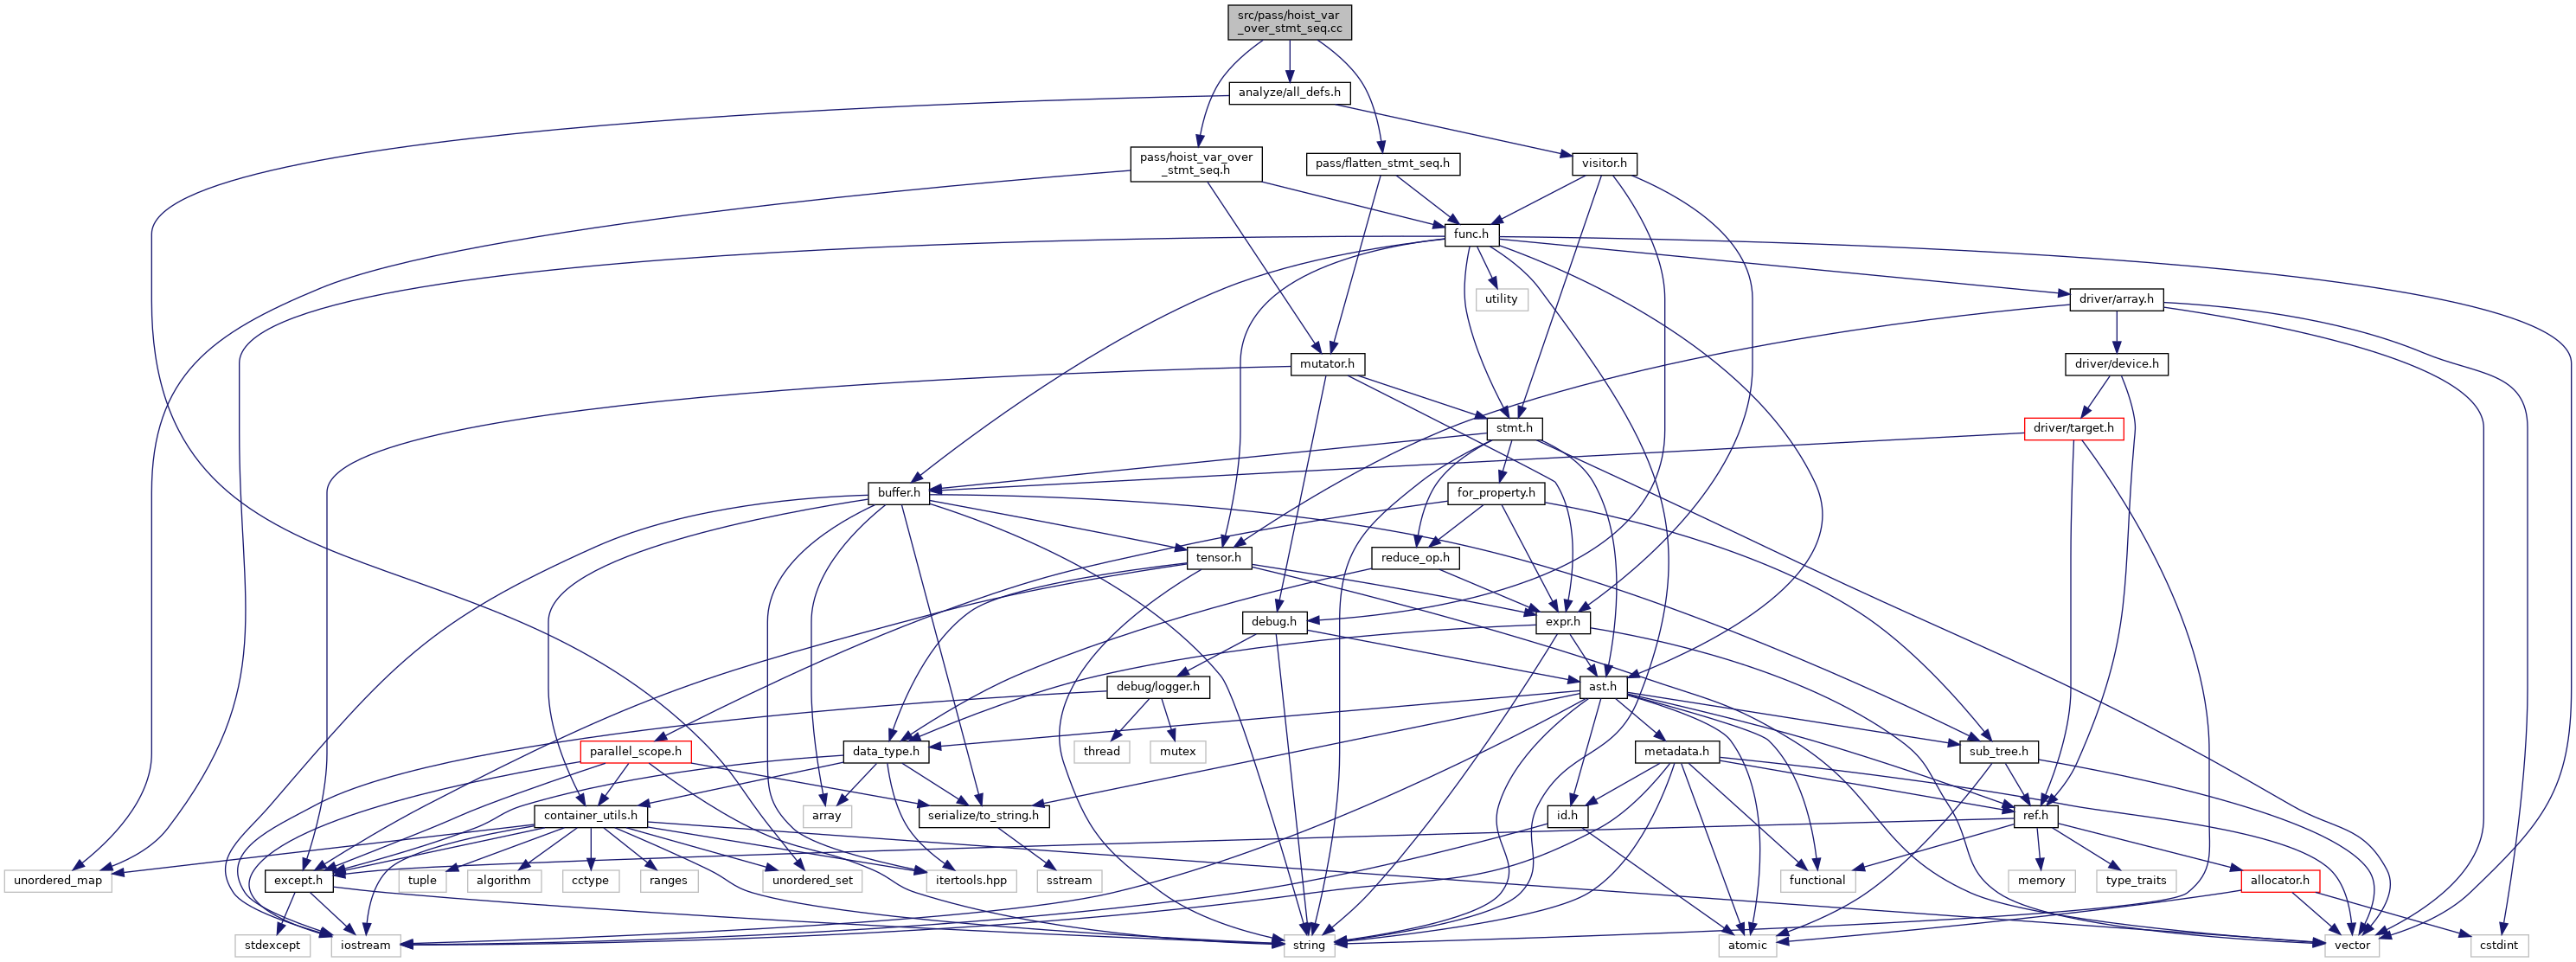 src/pass/hoist_var
_over_stmt_seq.cc
analyze/all_defs.h
pass/hoist_var_over
_stmt_seq.h
pass/flatten_stmt_seq.h
visitor.h
func.h
utility
driver/array.h
mutator.h
driver/device.h
stmt.h
driver/target.h
buffer.h
for_property.h
tensor.h
reduce_op.h
debug.h
expr.h
debug/logger.h
ast.h
thread
mutex
parallel_scope.h
data_type.h
metadata.h
sub_tree.h
container_utils.h
array
serialize/to_string.h
id.h
ref.h
unordered_map
except.h
tuple
algorithm
cctype
ranges
unordered_set
itertools.hpp
sstream
functional
memory
type_traits
allocator.h
stdexcept
iostream
string
atomic
vector
cstdint